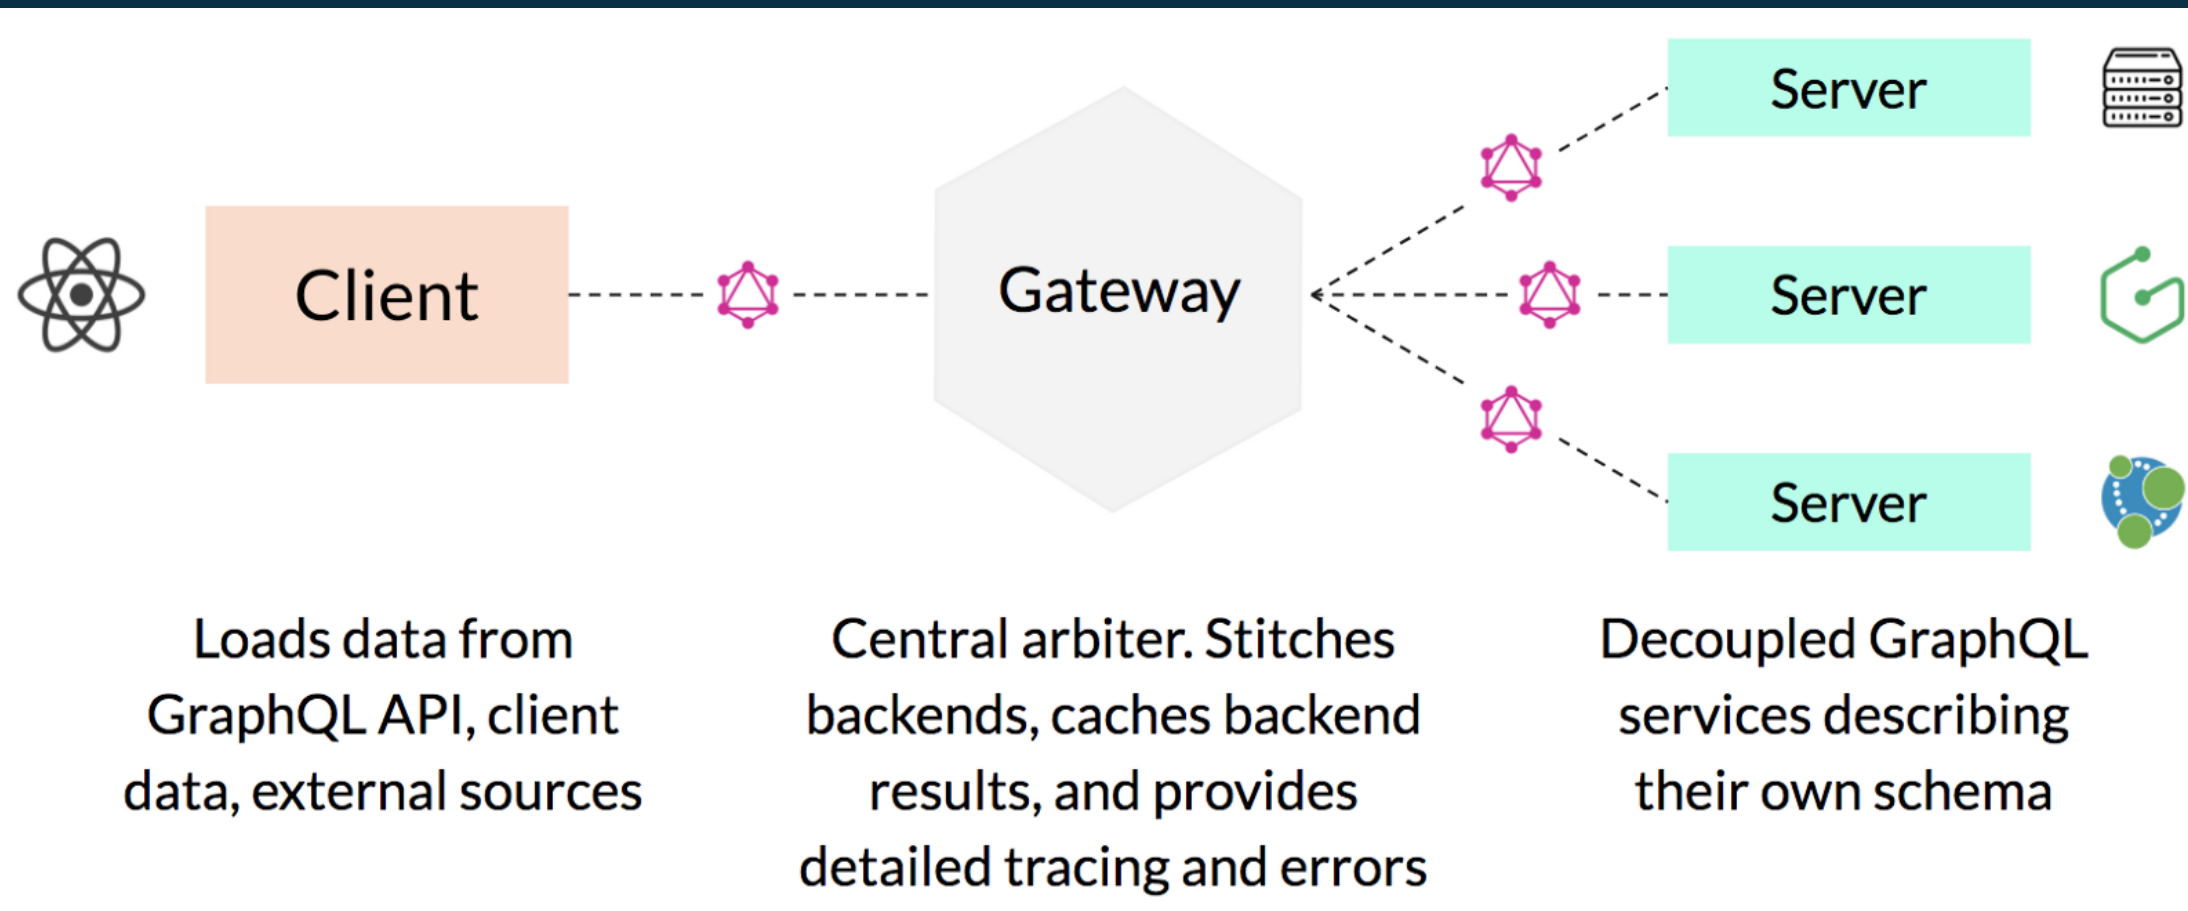 Client
Gateway
Server
Server
Server
Loads data from
GraphQL API, client
data, external sources
Central arbiter. Stitches
backends, caches backend
results, and provides
detailed tracing and errors
Decoupled GraphQL
services describing
their own schema